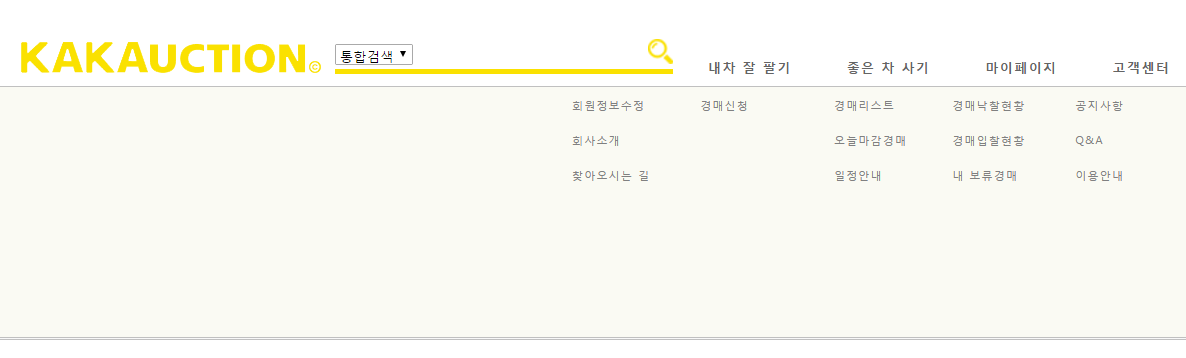 KAKAUCTION©
통합검색 ▼
내차 잘 팔기 좋은 차 사기 마이페이지 고객센터
회원정보수정 경매신청 경매리스트 경매낙찰현황 공지사항
회사소개 오늘마감경매 경매입찰현황 Q&A
찾아오시는 길 일정안내 내 보류경매 이용안내